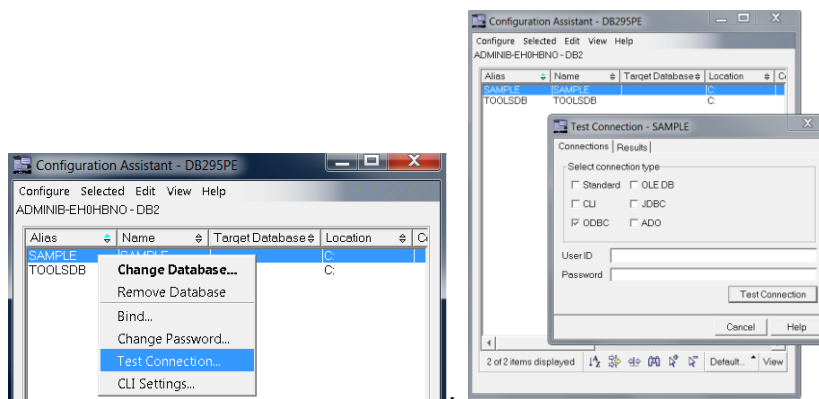 Configuration Assistant - DB295PE
Configure Selected Edit View Help
ADMINIB-EH0HBNO - DB2
Alias Name Target Database Location
SAMPLE SAMPLE C:
TOOLSDB C:
Change Database...
Remove Database
Bind...
Change Password...
Test Connection...
CLI Settings...
Configuration Assistant - DB295PE
Configure Selected Edit View Help
ADMINIB-EH0HBNO - DB2
Alias Name Target Database Location
SAMPLE SAMPLE C:
TOOLSDB TOOLSDB C:
Test Connection - SAMPLE
Connections Results
Select connection type
Standard OLE DB
CLI JDBC
ODBC ADO
User ID
Password
Test Connection
Cancel Help
2 of 2 items displayed Default... View